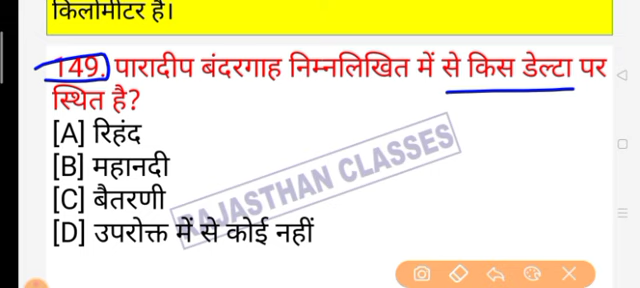 किलोमीटर है।
149. पारादीप बंदरगाह निम्नलिखित में से किस डेल्टा पर
स्थित है?
[A] रिहंद
[B] महानदी
[C] बैतरणी
[D] उपरोक्त में से कोई नहीं
RAJASTHAN CLASSES